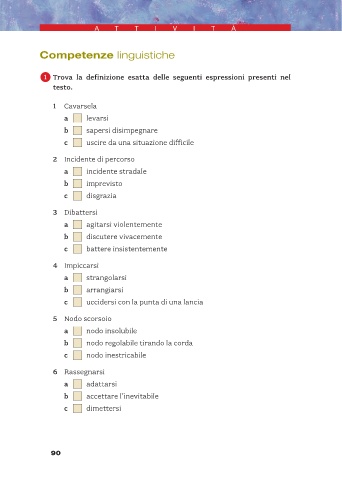 ATTIVITÀ
Competenze linguistiche
1 Trova la definizione esatta delle seguenti espressioni presenti nel
testo.
1 Cavarsela
a levarsi
b sapersi disimpegnare
c uscire da una situazione difficile
2 Incidente di percorso
a incidente stradale
b imprevisto
c disgrazia
3 Dibattersi
a agitarsi violentemente
b discutere vivacemente
c battere insistentemente
4 Impiccarsi
a strangolarsi
b arrangiarsi
c uccidersi con la punta di una lancia
5 Nodo scorsoio
a nodo insolubile
b nodo regolabile tirando la corda
c nodo inestricabile
6 Rassegnarsi
a adattarsi
b accettare l'inevitabile
c dimettersi
90